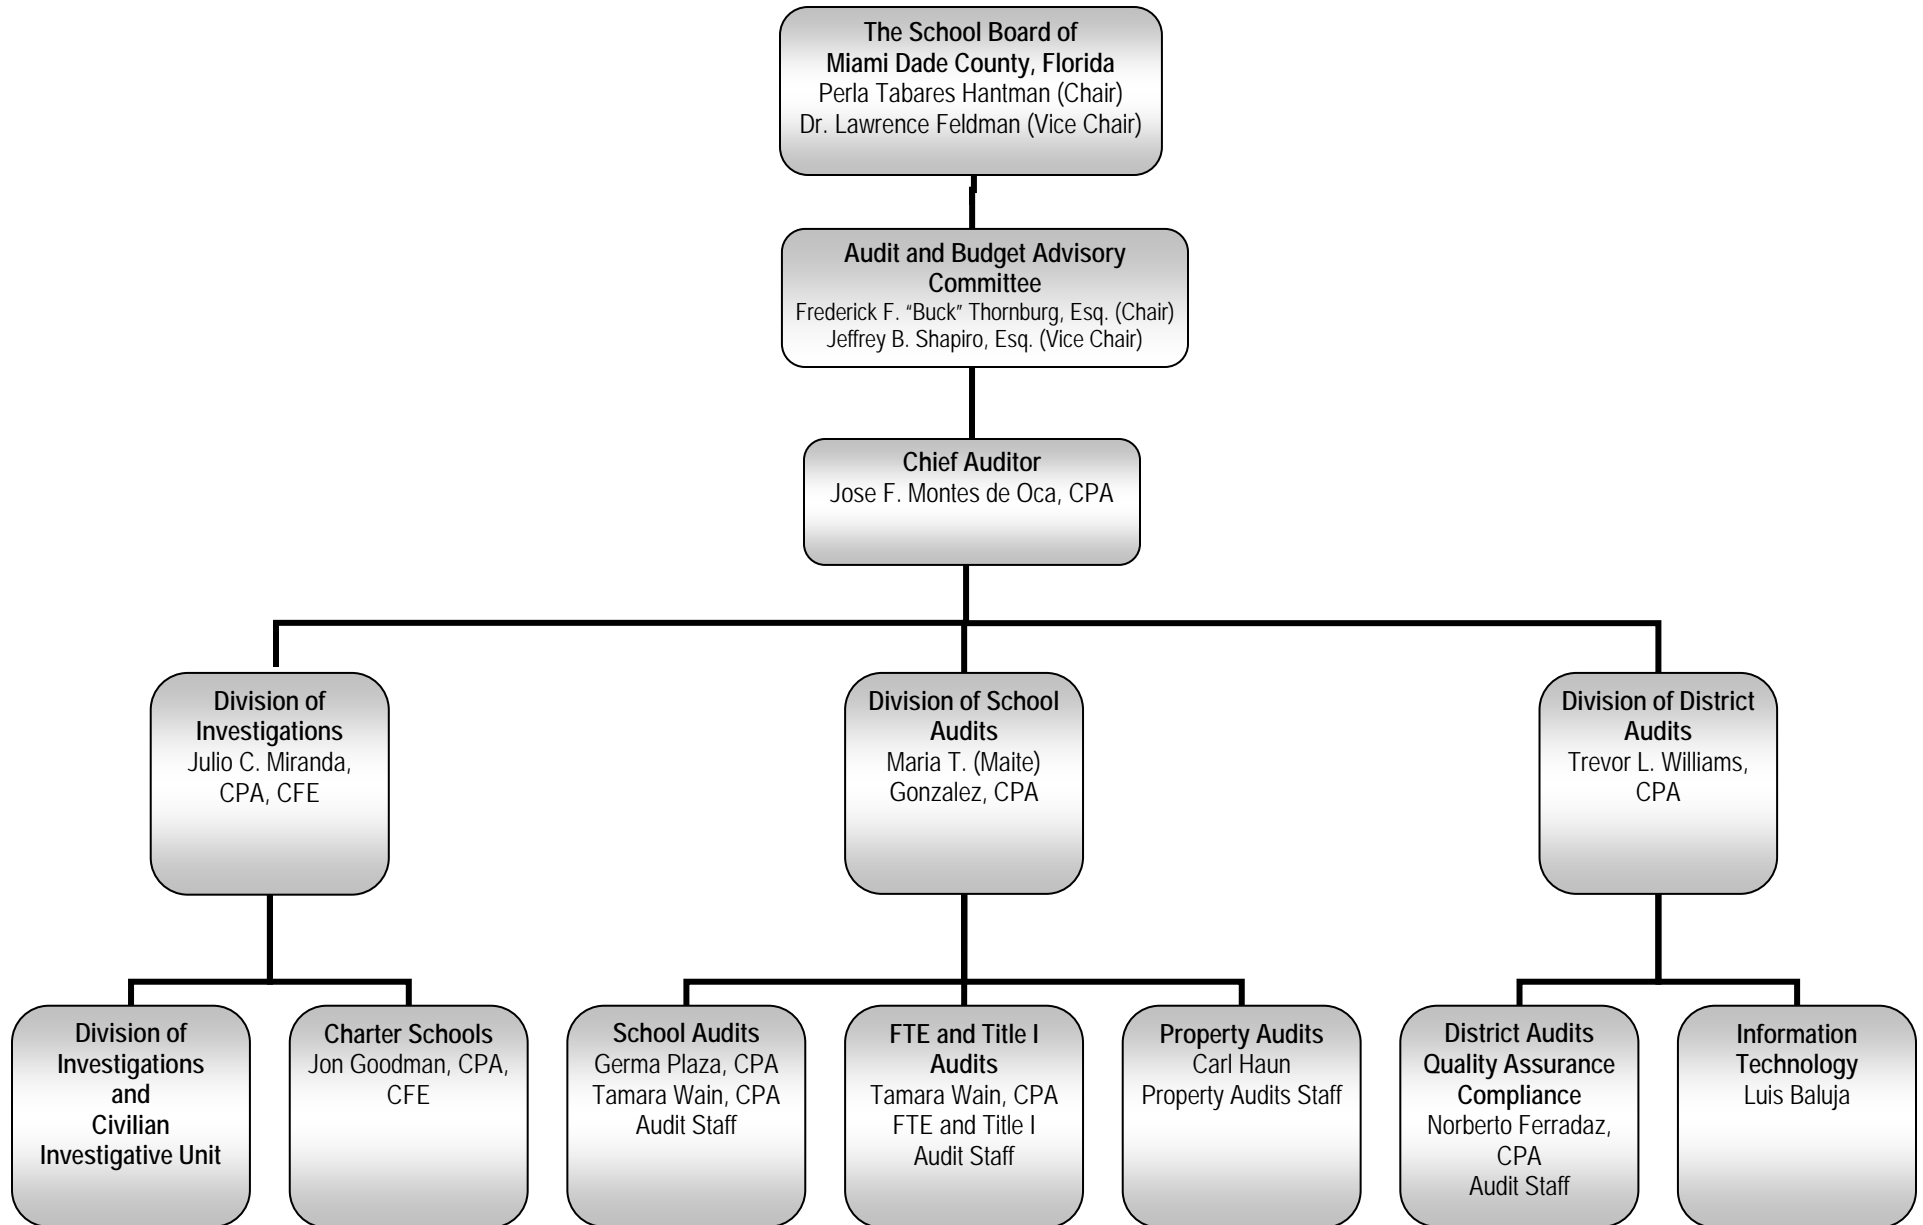 The School Board of
Miami Dade County, Florida
Perla Tabares Hantman (Chair)
Dr. Lawrence Feldman (Vice Chair)
Audit and Budget Advisory
Committee
Frederick F. “Buck” Thornburg, Esq. (Chair)
Jeffrey B. Shapiro, Esq. (Vice Chair)
Chief Auditor
Jose F. Montes de Oca, CPA
Division of
Investigations
Julio C. Miranda,
CPA, CFE
Division of School
Audits
Maria T. (Maite)
Gonzalez, CPA
Division of District
Audits
Trevor L. Williams,
CPA
Division of
Investigations
and
Civilian
Investigative Unit
Charter Schools
Jon Goodman, CPA,
CFE
School Audits
Germa Plaza, CPA
Tamara Wain, CPA
Audit Staff
FTE and Title I
Audits
Tamara Wain, CPA
FTE and Title I
Audit Staff
Property Audits
Carl Haun
Property Audits Staff
District Audits
Quality Assurance
Compliance
Norberto Ferradaz,
CPA
Audit Staff
Information
Technology
Luis Baluja